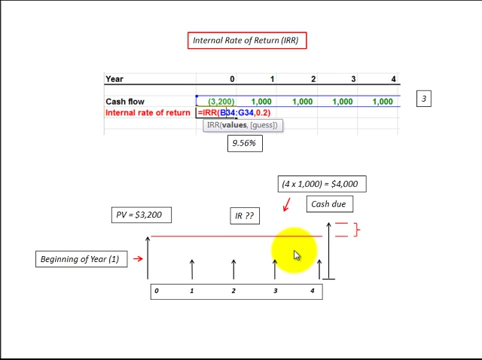 Internal Rate of Return (IRR)
Year 0 1 2 3 4
Cash flow (3,200) 1,000 1,000 1,000 1,000
3
Internal rate of return =IRR(B34:G34,0.2)
IRR(values, [guess])
9.56%
(4 x 1,000) = $4,000
PV = $3,200
IR ??
Cash due
Beginning of Year (1)
0 1 2 3 4